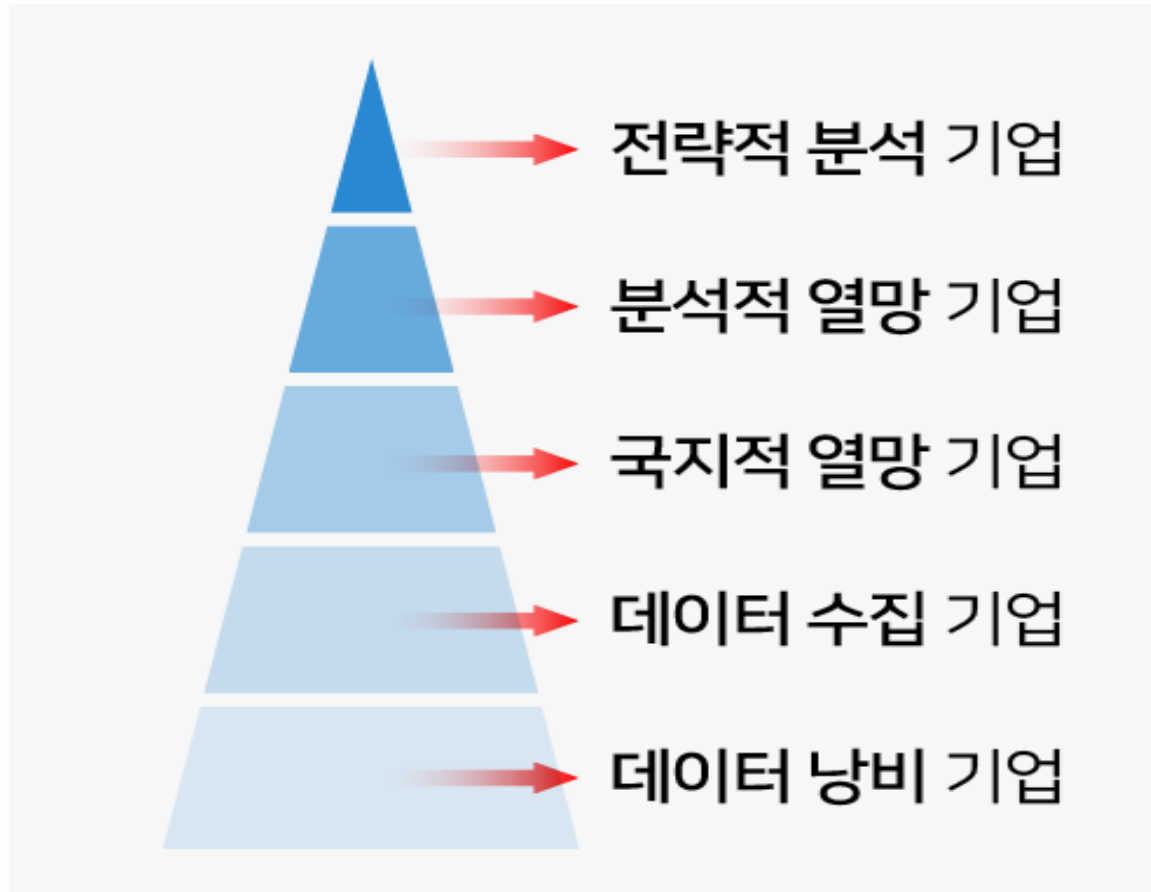 전략적 분석 기업
분석적 열망 기업
국지적 열망 기업
데이터 수집 기업
데이터 낭비 기업